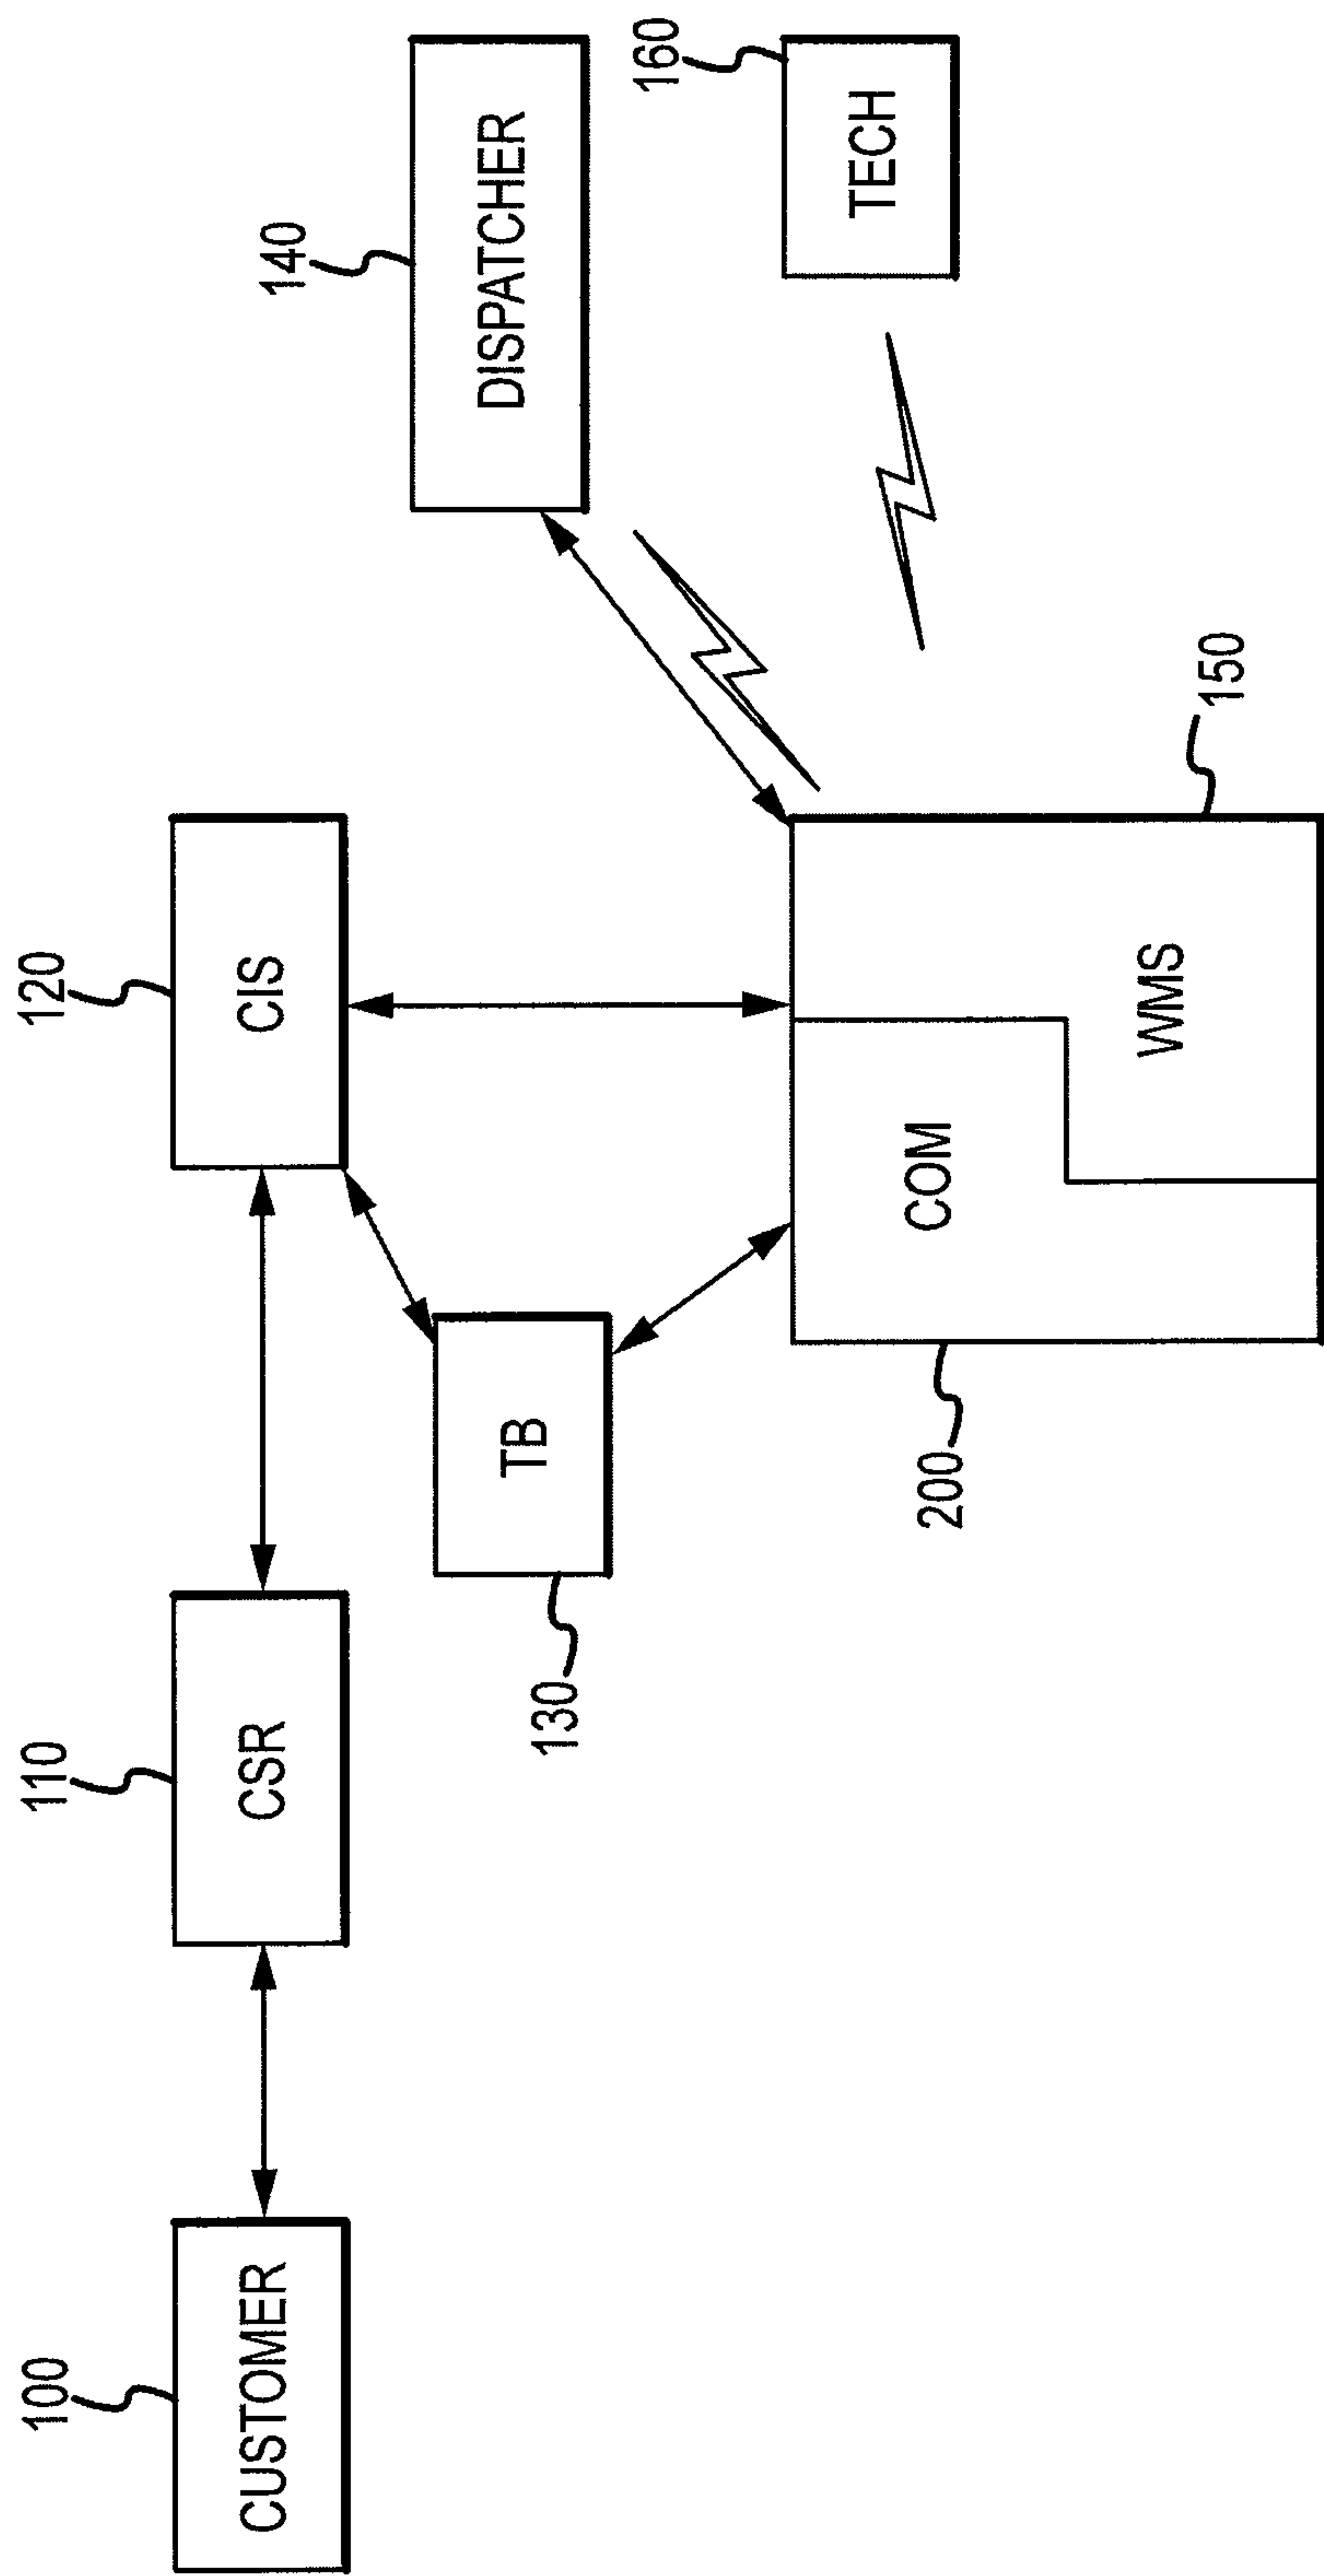 100
CUSTOMER
110
CSR
120
CIS
130
TB
140
DISPATCHER
160
TECH
200
COM
WMS
150